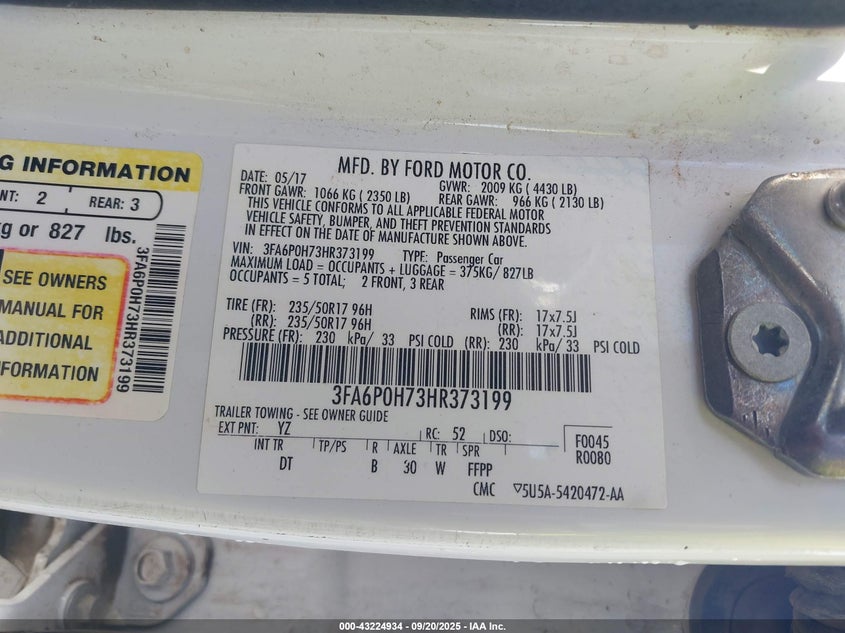 G INFORMATION
NT: 2 REAR: 3
kg or 827 lbs.
SEE OWNERS
MANUAL FOR
ADDITIONAL
INFORMATION
3FA6P0H73HR373199
MFD. BY FORD MOTOR CO.
DATE: 05/17 GVWR: 2009 KG ( 4430 LB)
FRONT GAWR: 1066 KG ( 2350 LB) REAR GAWR: 966 KG ( 2130 LB)
THIS VEHICLE CONFORMS TO ALL APPLICABLE FEDERAL MOTOR
VEHICLE SAFETY, BUMPER, AND THEFT PREVENTION STANDARDS
IN EFFECT ON THE DATE OF MANUFACTURE SHOWN ABOVE.
VIN: 3FA6P0H73HR373199 TYPE: Passenger Car
MAXIMUM LOAD = OCCUPANTS + LUGGAGE = 375KG/ 827LB
OCCUPANTS = 5 TOTAL; 2 FRONT, 3 REAR
TIRE (FR): 235/50R17 96H RIMS (FR): 17x7.5J
(RR): 235/50R17 96H (RR): 17x7.5J
PRESSURE (FR): 230 kPa/ 33 PSI COLD (RR): 230 kPa/ 33 PSI COLD
3FA6P0H73HR373199
TRAILER TOWING - SEE OWNER GUIDE
EXT PNT: YZ RC: 52 DSO: F0045
R0080
INT TR TP/PS R AXLE TR SPR
DT B 30 W FFPP
CMC ▽5U5A-5420472-AA
000-43224934 - 09/20/2025 - IAA Inc.